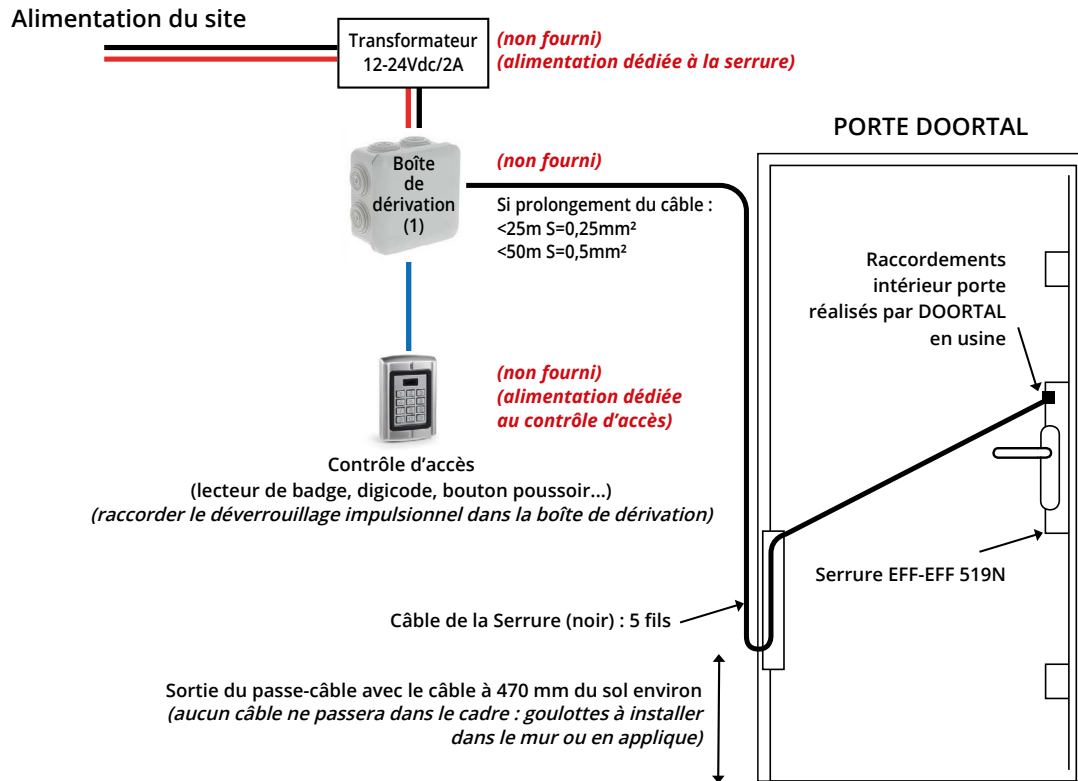 Alimentation du site
Transformateur
12-24Vdc/2A
(non fourni)
(alimentation dédiée à la serrure)
PORTE DOORTAL
Boîte
de
dérivation
(1)
(non fourni)
Si prolongement du câble :
<25m S=0,25mm²
<50m S=0,5mm²
Raccordements
intérieur porte
réalisés par DOORTAL
en usine
(non fourni)
(alimentation dédiée
au contrôle d’accès)
Contrôle d’accès
(lecteur de badge, digicode, bouton poussoir...)
(raccorder le déverrouillage impulsionnel dans la boîte de dérivation)
Serrure EFF-EFF 519N
Câble de la Serrure (noir) : 5 fils
Sortie du passe-câble avec le câble à 470 mm du sol environ
(aucun câble ne passera dans le cadre : goulottes à installer
dans le mur ou en applique)